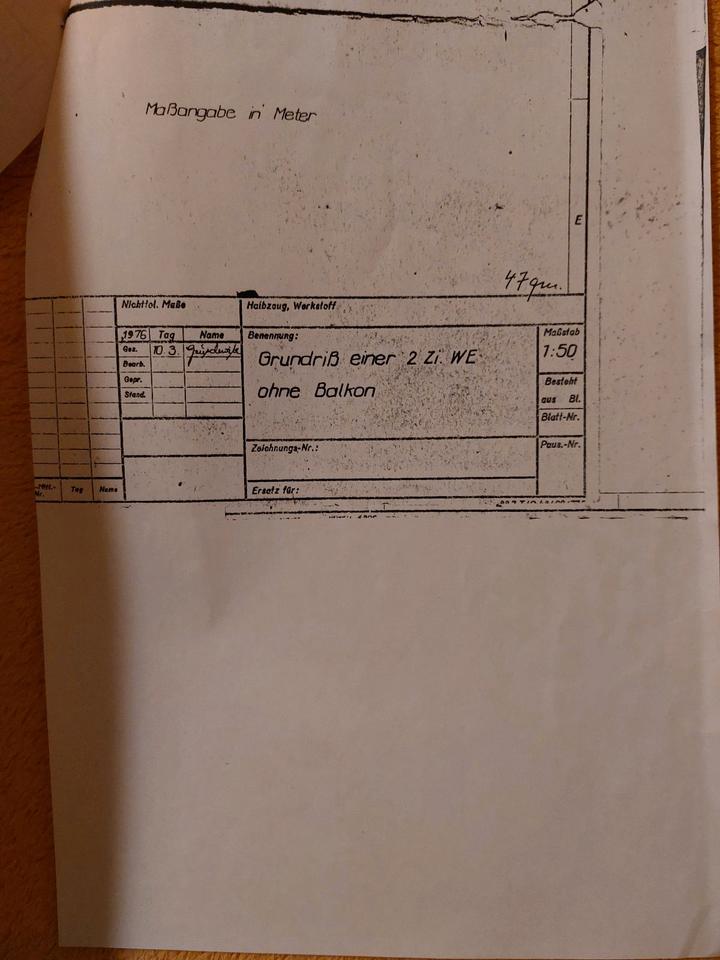 Maßangabe in Meter
E
47qm.
Nichttol. Maße
Halbzeug, Werkstoff
1976 Tag Name
Gez. 10.3.
Bearb.
Gepr.
Stand.
Benennung:
Grundriß einer 2 Zi. WE
ohne Balkon
Maßstab
1:50
Besteht
aus Bl.
Blatt-Nr.
Zeichnungs-Nr.:
Paus.-Nr.
Nr.
Tag
Name
Ersatz für: